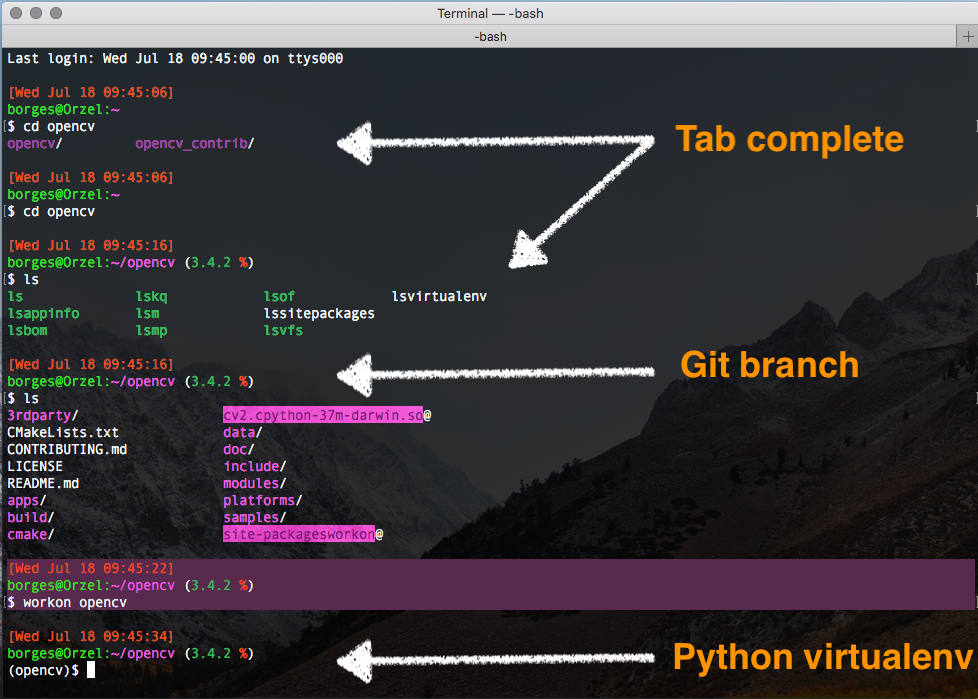 Terminal — -bash
-bash
Last login: Wed Jul 18 09:45:00 on ttys000
[Wed Jul 18 09:45:06]
borges@Orzel:~
[$ cd opencv
opencv/ opencv_contrib/
Tab complete
[Wed Jul 18 09:45:06]
borges@Orzel:~
[$ cd opencv
[Wed Jul 18 09:45:16]
borges@Orzel:~/opencv (3.4.2 %)
[$ ls
ls lskq lsof lsvirtualenv
lsappinfo lsm lssitepackages
lsbom lsmp lsvfs
[Wed Jul 18 09:45:16]
borges@Orzel:~/opencv (3.4.2 %)
Git branch
[$ ls
3rdparty/ cv2.cpython-37m-darwin.so@
CMakeLists.txt data/
CONTRIBUTING.md doc/
LICENSE include/
README.md modules/
apps/ platforms/
build/ samples/
cmake/ site-packagesworkon@
[Wed Jul 18 09:45:22]
borges@Orzel:~/opencv (3.4.2 %)
[$ workon opencv
[Wed Jul 18 09:45:34]
borges@Orzel:~/opencv (3.4.2 %)
Python virtualenv
(opencv)$